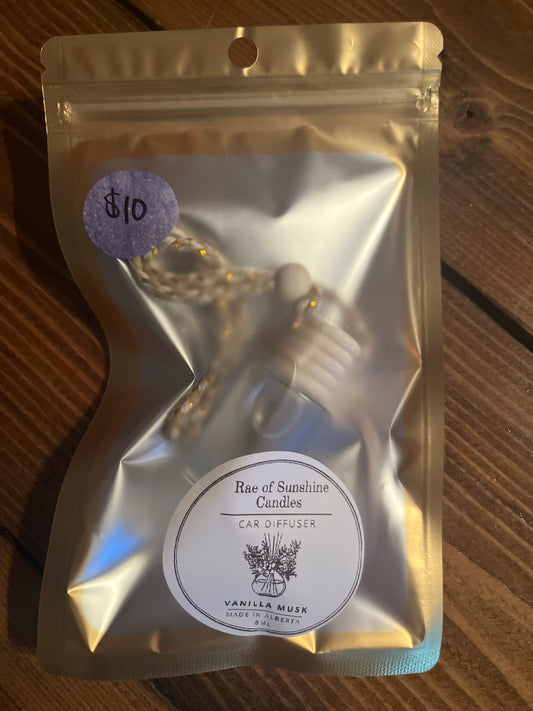 $10
Rae of Sunshine
Candles
CAR DIFFUSER
VANILLA MUSK
MADE IN ALBERTA
8ML